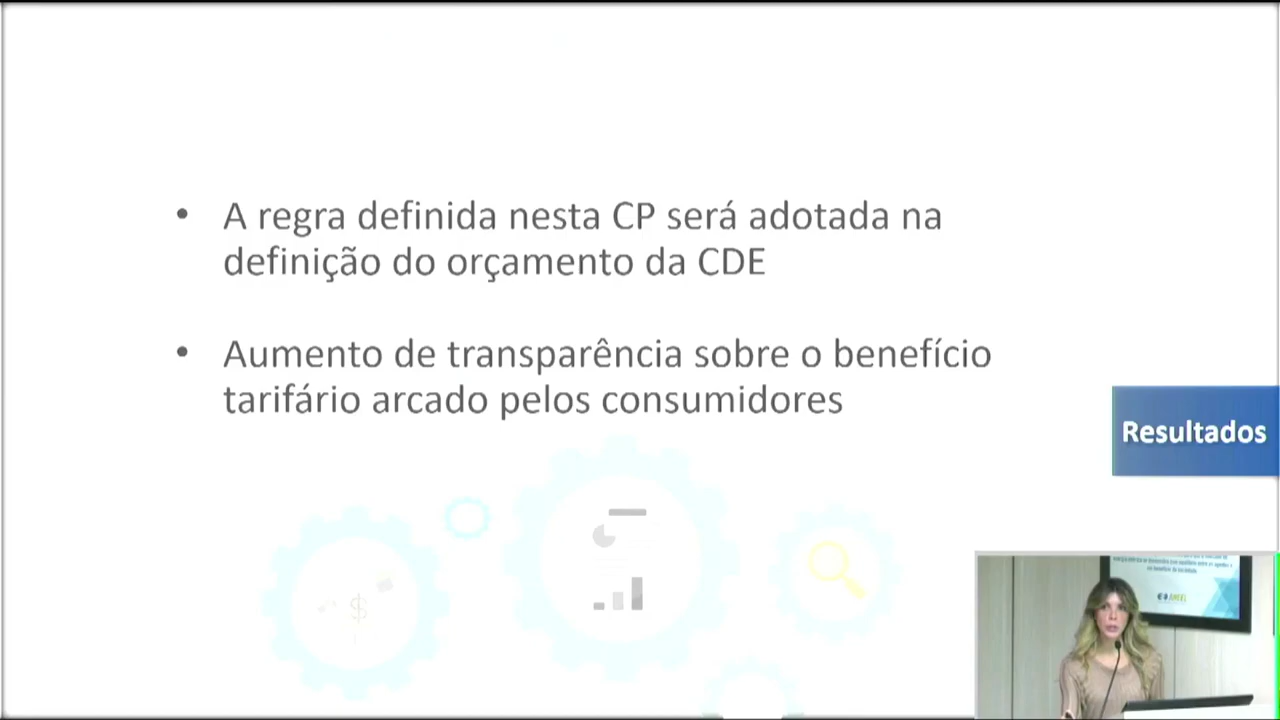 • A regra definida nesta CP será adotada na
definição do orçamento da CDE
• Aumento de transparência sobre o benefício
tarifário arcado pelos consumidores
Resultados
ANEEL